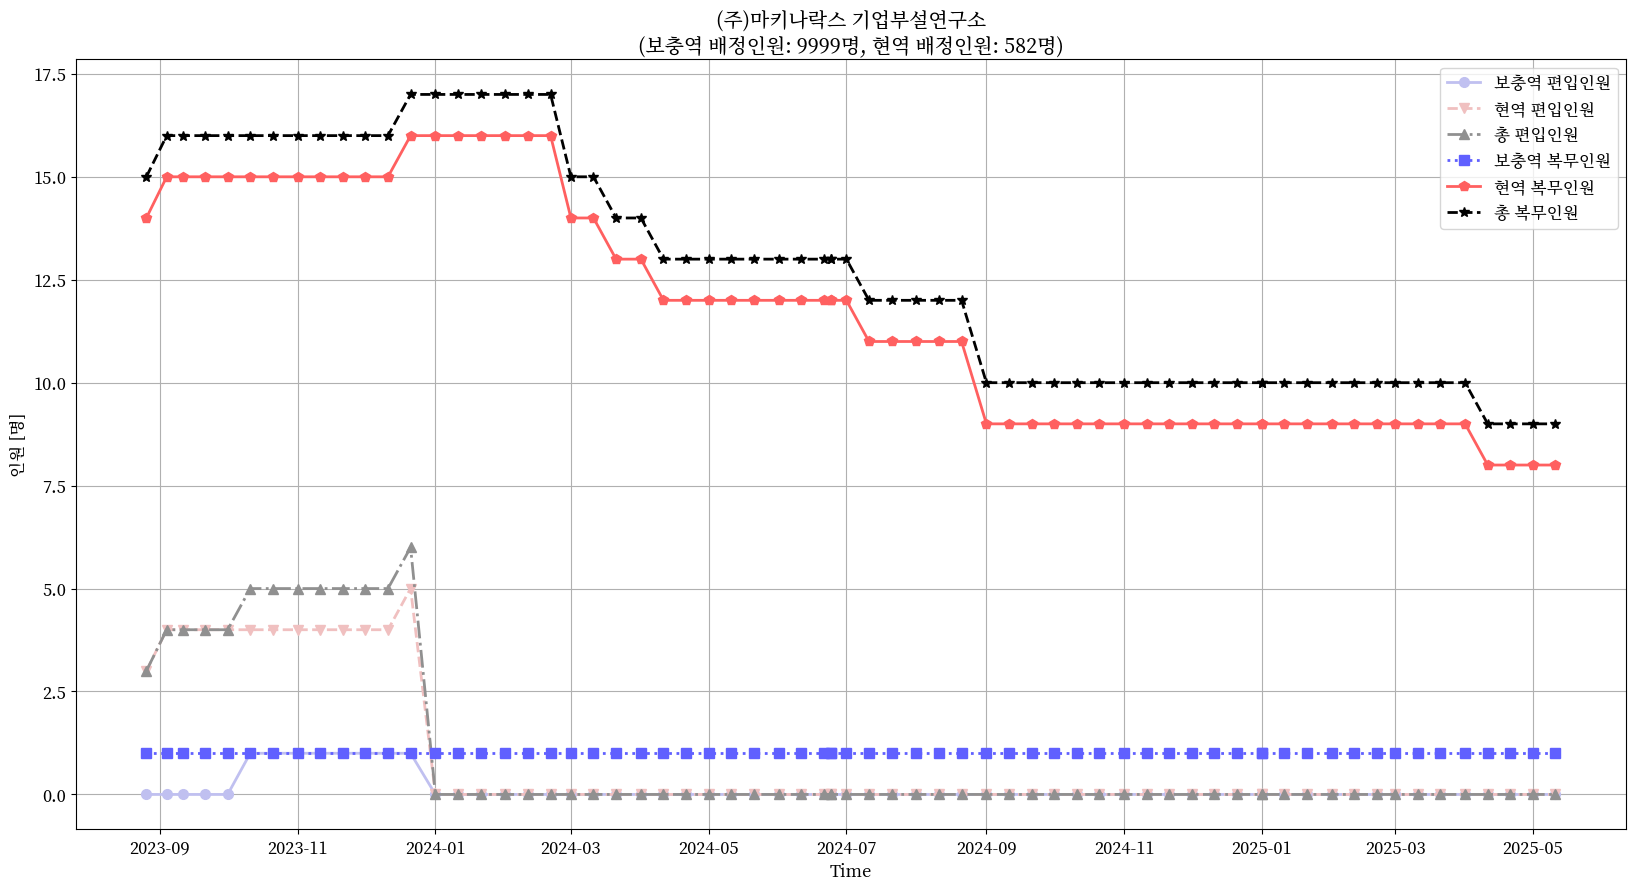 (주)마키나락스 기업부설연구소
(보충역 배정인원: 9999명, 현역 배정인원: 582명)
인원 [명]
17.5
15.0
12.5
10.0
7.5
5.0
2.5
0.0
보충역 편입인원
현역 편입인원
총 편입인원
보충역 복무인원
현역 복무인원
총 복무인원
2023-09 2023-11 2024-01 2024-03 2024-05 2024-07 2024-09 2024-11 2025-01 2025-03 2025-05
Time